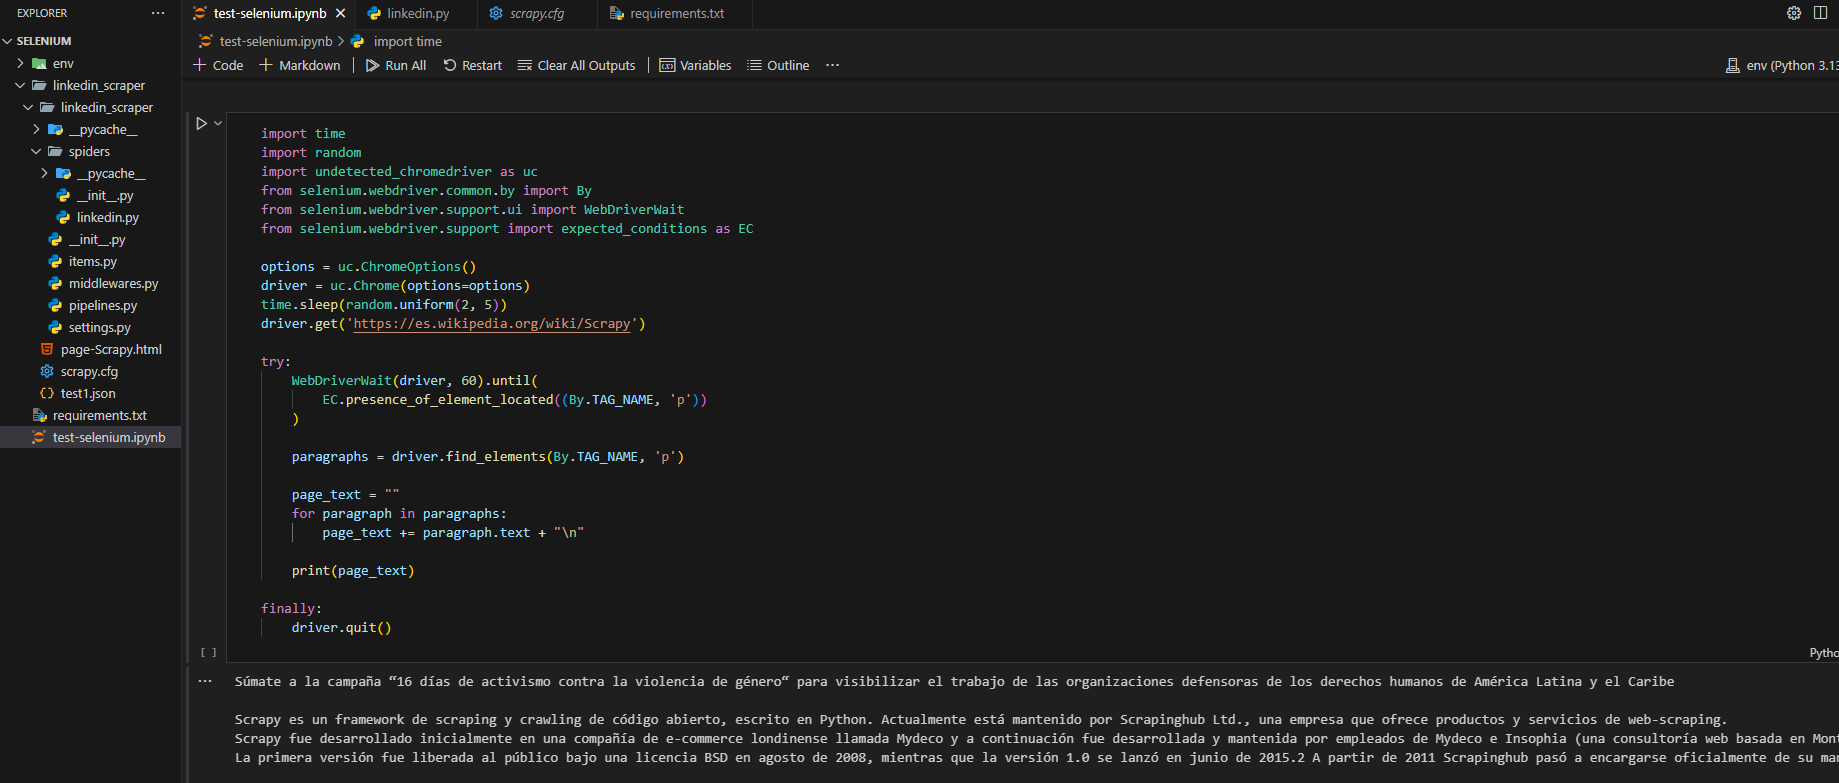 EXPLORER
SELENIUM
env
linkedin_scraper
linkedin_scraper
__pycache__
spiders
__pycache__
__init__.py
linkedin.py
__init__.py
items.py
middlewares.py
pipelines.py
settings.py
page-Scrapy.html
scrapy.cfg
test1.json
requirements.txt
test-selenium.ipynb
test-selenium.ipynb linkedin.py scrapy.cfg requirements.txt
test-selenium.ipynb > import time
+ Code + Markdown Run All Restart Clear All Outputs Variables Outline ... env (Python 3.13
import time
import random
import undetected_chromedriver as uc
from selenium.webdriver.common.by import By
from selenium.webdriver.support.ui import WebDriverWait
from selenium.webdriver.support import expected_conditions as EC
options = uc.ChromeOptions()
driver = uc.Chrome(options=options)
time.sleep(random.uniform(2, 5))
driver.get('https://es.wikipedia.org/wiki/Scrapy')
try:
    WebDriverWait(driver, 60).until(
        EC.presence_of_element_located((By.TAG_NAME, 'p'))
    )
    paragraphs = driver.find_elements(By.TAG_NAME, 'p')
    page_text = ""
    for paragraph in paragraphs:
        page_text += paragraph.text + "\n"
    print(page_text)
finally:
    driver.quit()
[ ] Pytho
Súmate a la campaña “16 días de activismo contra la violencia de género“ para visibilizar el trabajo de las organizaciones defensoras de los derechos humanos de América Latina y el Caribe
Scrapy es un framework de scraping y crawling de código abierto, escrito en Python. Actualmente está mantenido por Scrapinghub Ltd., una empresa que ofrece productos y servicios de web-scraping.
Scrapy fue desarrollado inicialmente en una compañía de e-commerce londinense llamada Mydeco y a continuación fue desarrollada y mantenida por empleados de Mydeco e Insophia (una consultoría web basada en Mont
La primera versión fue liberada al público bajo una licencia BSD en agosto de 2008, mientras que la versión 1.0 se lanzó en junio de 2015.2 A partir de 2011 Scrapinghub pasó a encargarse oficialmente de su man